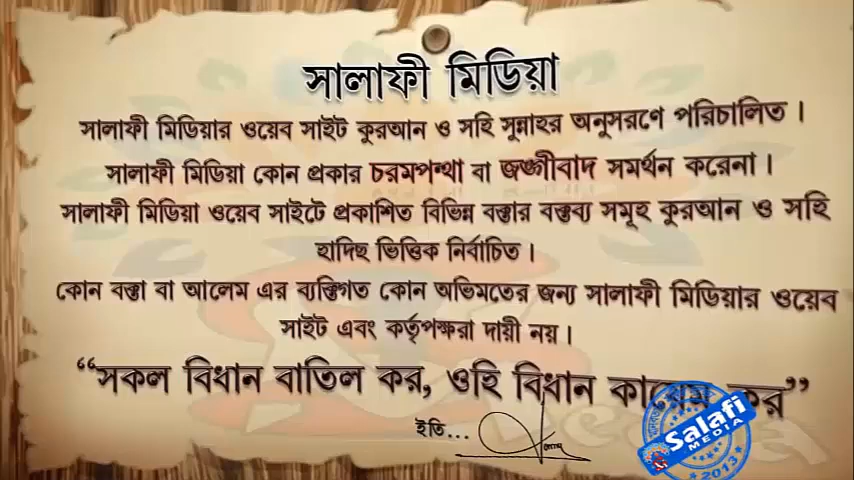 সালাফী মিডিয়া
সালাফী মিডিয়ার ওয়েব সাইট কুরআন ও সহি সুন্নাহর অনুসরণে পরিচালিত।
সালাফী মিডিয়া কোন প্রকার চরমপন্থা বা জঙ্গীবাদ সমর্থন করেনা।
সালাফী মিডিয়া ওয়েব সাইটে প্রকাশিত বিভিন্ন বক্তার বক্তব্য সমূহ কুরআন ও সহি
হাদিছ ভিত্তিক নির্বাচিত।
কোন বক্তা বা আলেম এর ব্যক্তিগত কোন অভিমতের জন্য সালাফী মিডিয়ার ওয়েব
সাইট এবং কর্তৃপক্ষরা দায়ী নয়।
“সকল বিধান বাতিল কর, ওহি বিধান কায়েম কর”
ইতি...
Salafi
MEDIA
2013